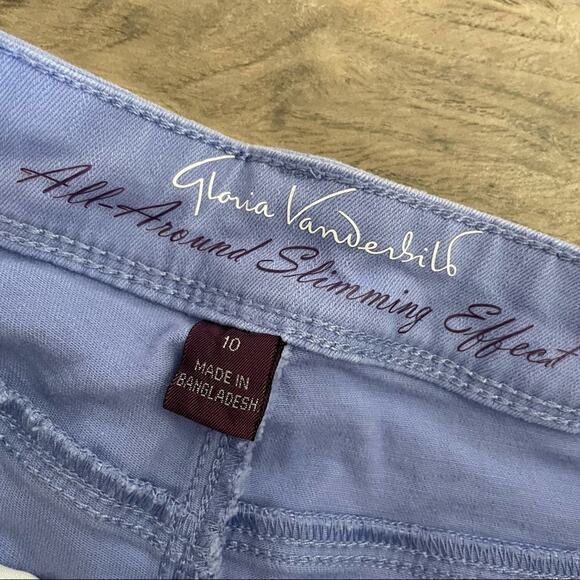 Gloria Vanderbilt
All-Around Slimming Effect
10
MADE IN
BANGLADESH